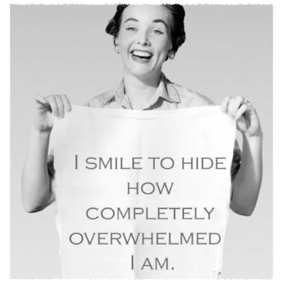 I SMILE TO HIDE
HOW
COMPLETELY
OVERWHELMED
I AM.